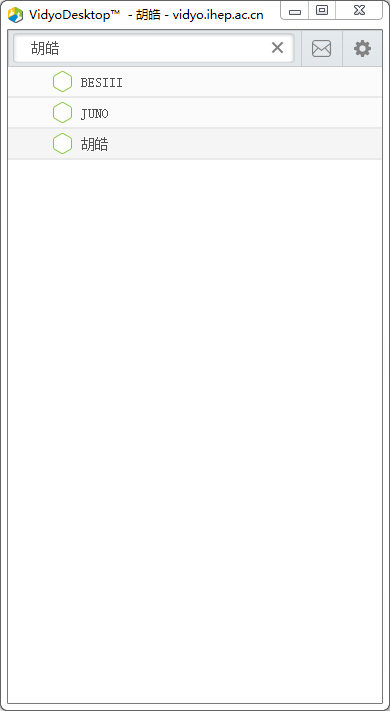 VidyoDesktop™ - 胡皓 - vidyo.ihep.ac.cn
胡皓
BESIII
JUNO
胡皓